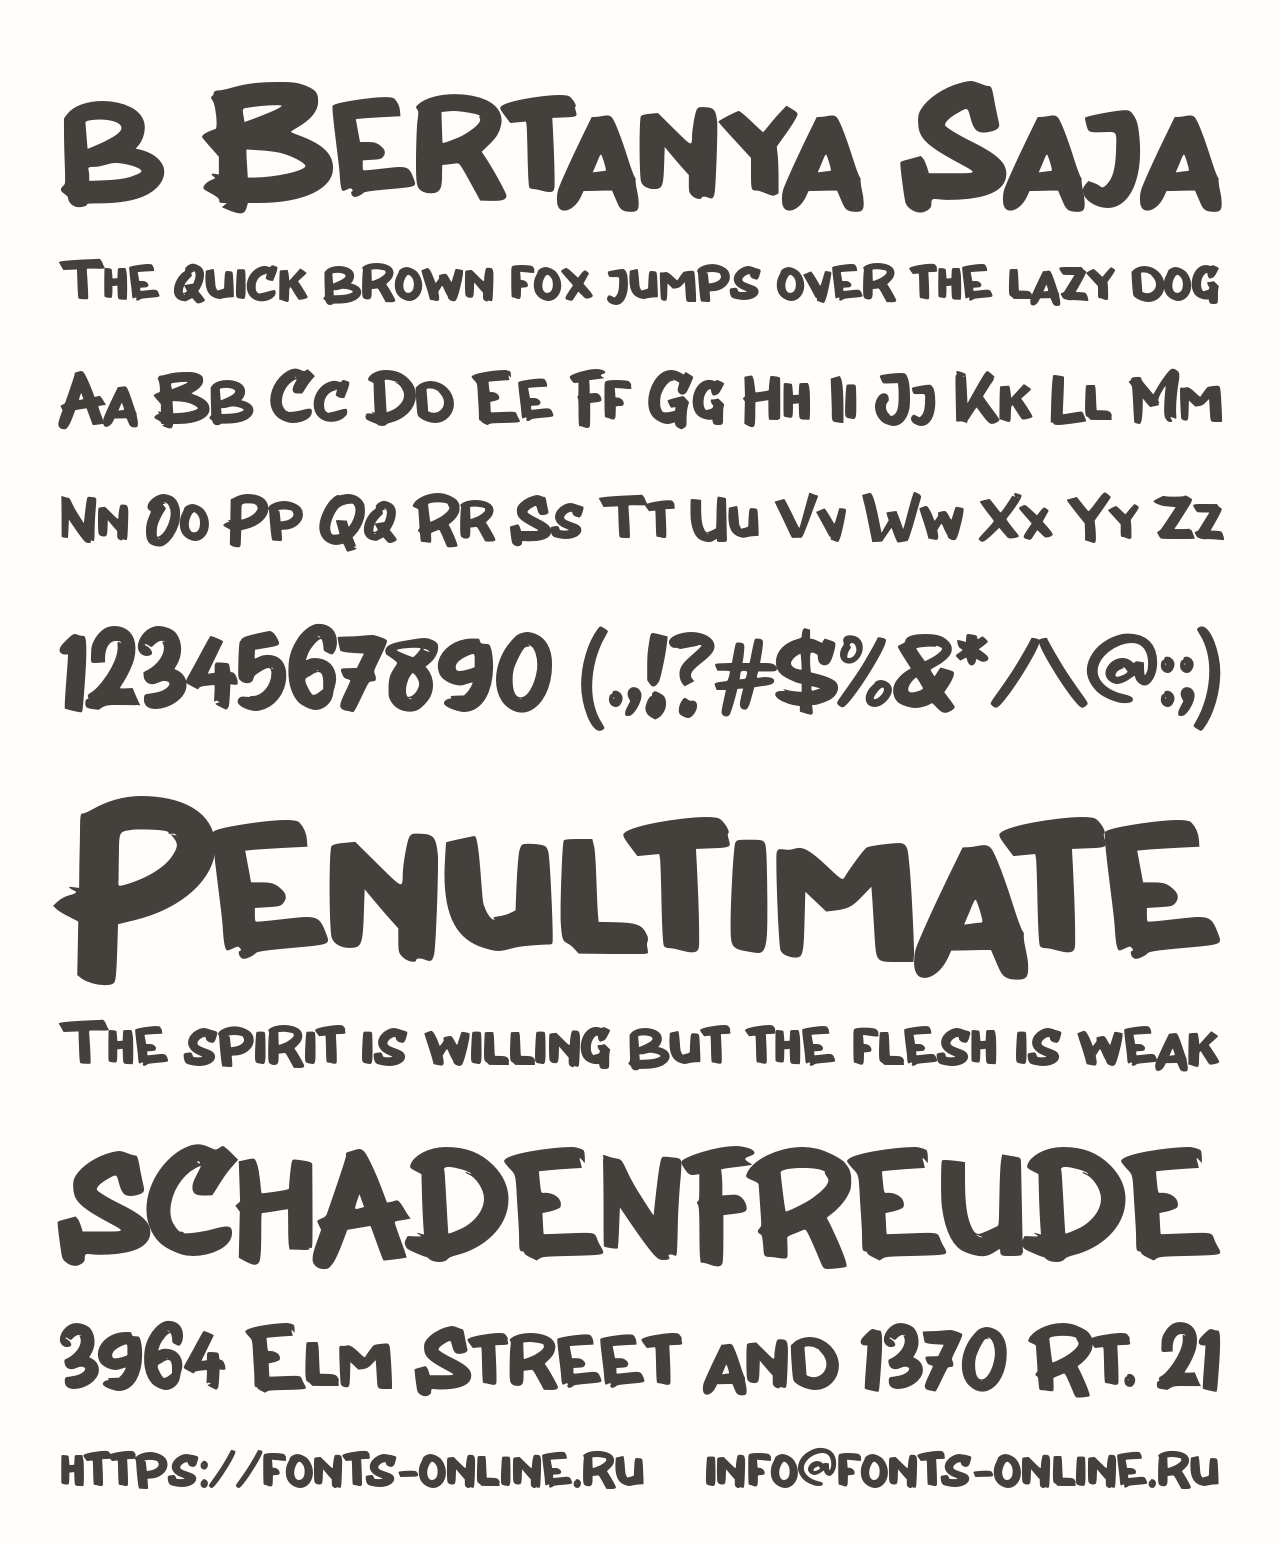 B Bertanya Saja
The quick brown fox jumps over the lazy dog
Aa Bb Cc Dd Ee Ff Gg Hh Ii Jj Kk Ll Mm
Nn Oo Pp Qq Rr Ss Tt Uu Vv Ww Xx Yy Zz
1234567890 (.,!?#$%&*/\@:;)
Penultimate
The spirit is willing but the flesh is weak
SCHADENFREUDE
3964 Elm Street and 1370 Rt. 21
https://fonts-online.ru info@fonts-online.ru